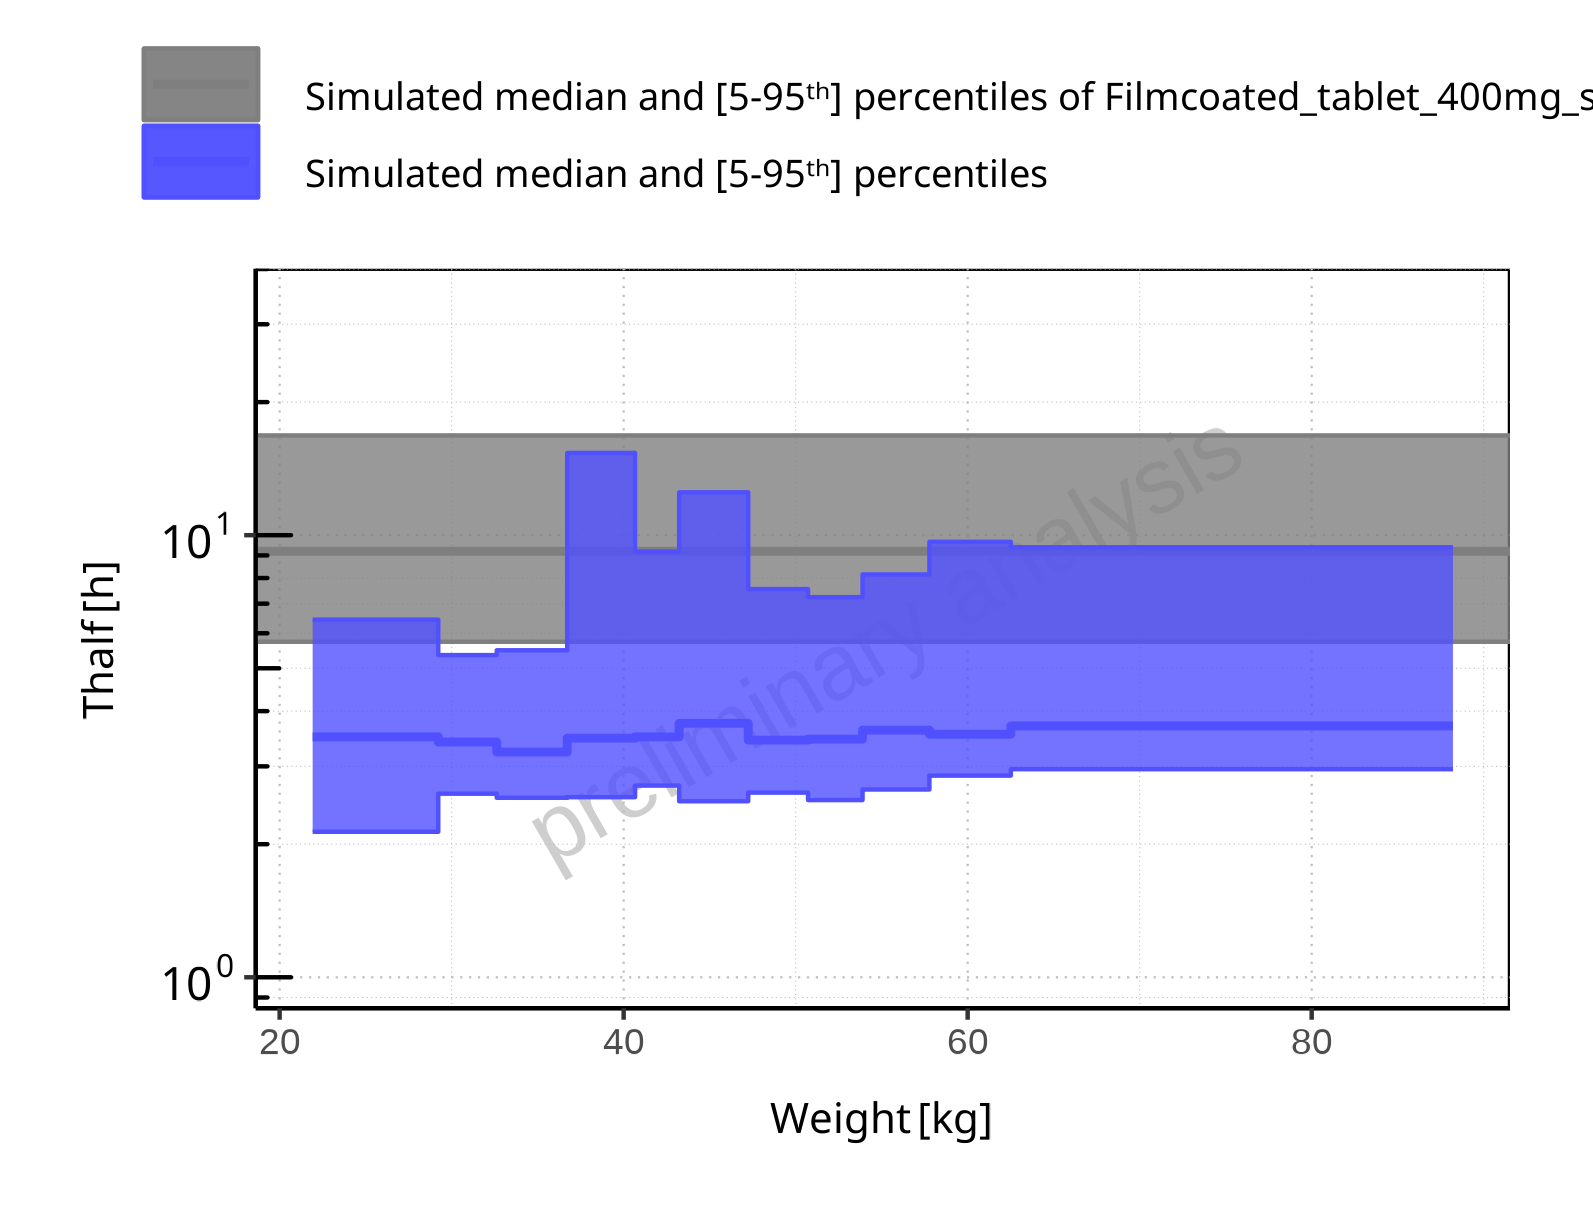 Simulated median and [5-95th] percentiles of Filmcoated_tablet_400mg_s
Simulated median and [5-95th] percentiles
preliminary analysis
10^1
10^0
Thalf [h]
20 40 60 80
Weight [kg]